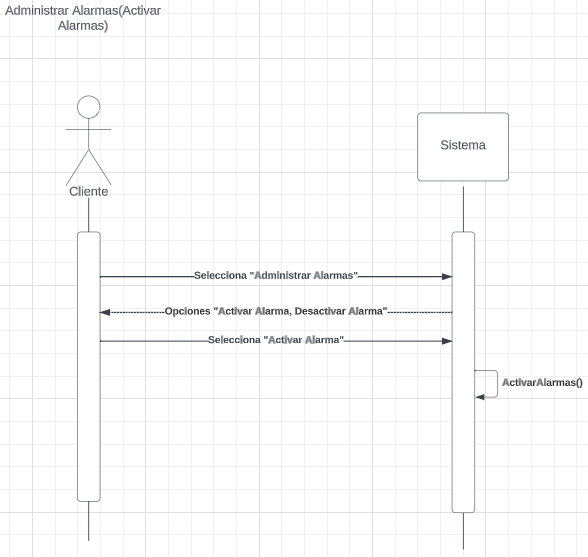 Administrar Alarmas(Activar
Alarmas)
Sistema
Cliente
Selecciona "Administrar Alarmas"
Opciones "Activar Alarma, Desactivar Alarma"
Selecciona "Activar Alarma"
ActivarAlarmas()